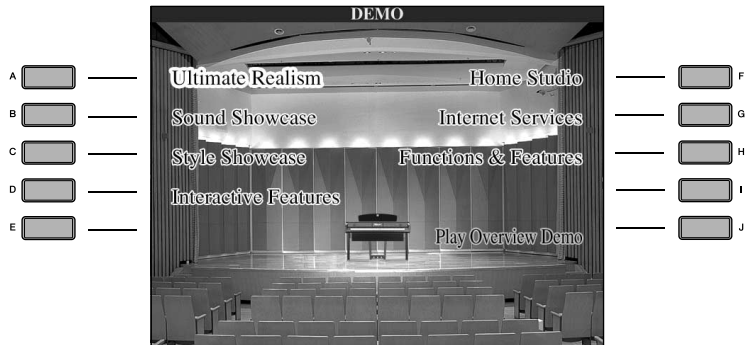 DEMO
A
Ultimate Realism
Home Studio
F
B
Sound Showcase
Internet Services
G
C
Style Showcase
Functions & Features
H
D
Interactive Features
I
E
Play Overview Demo
J